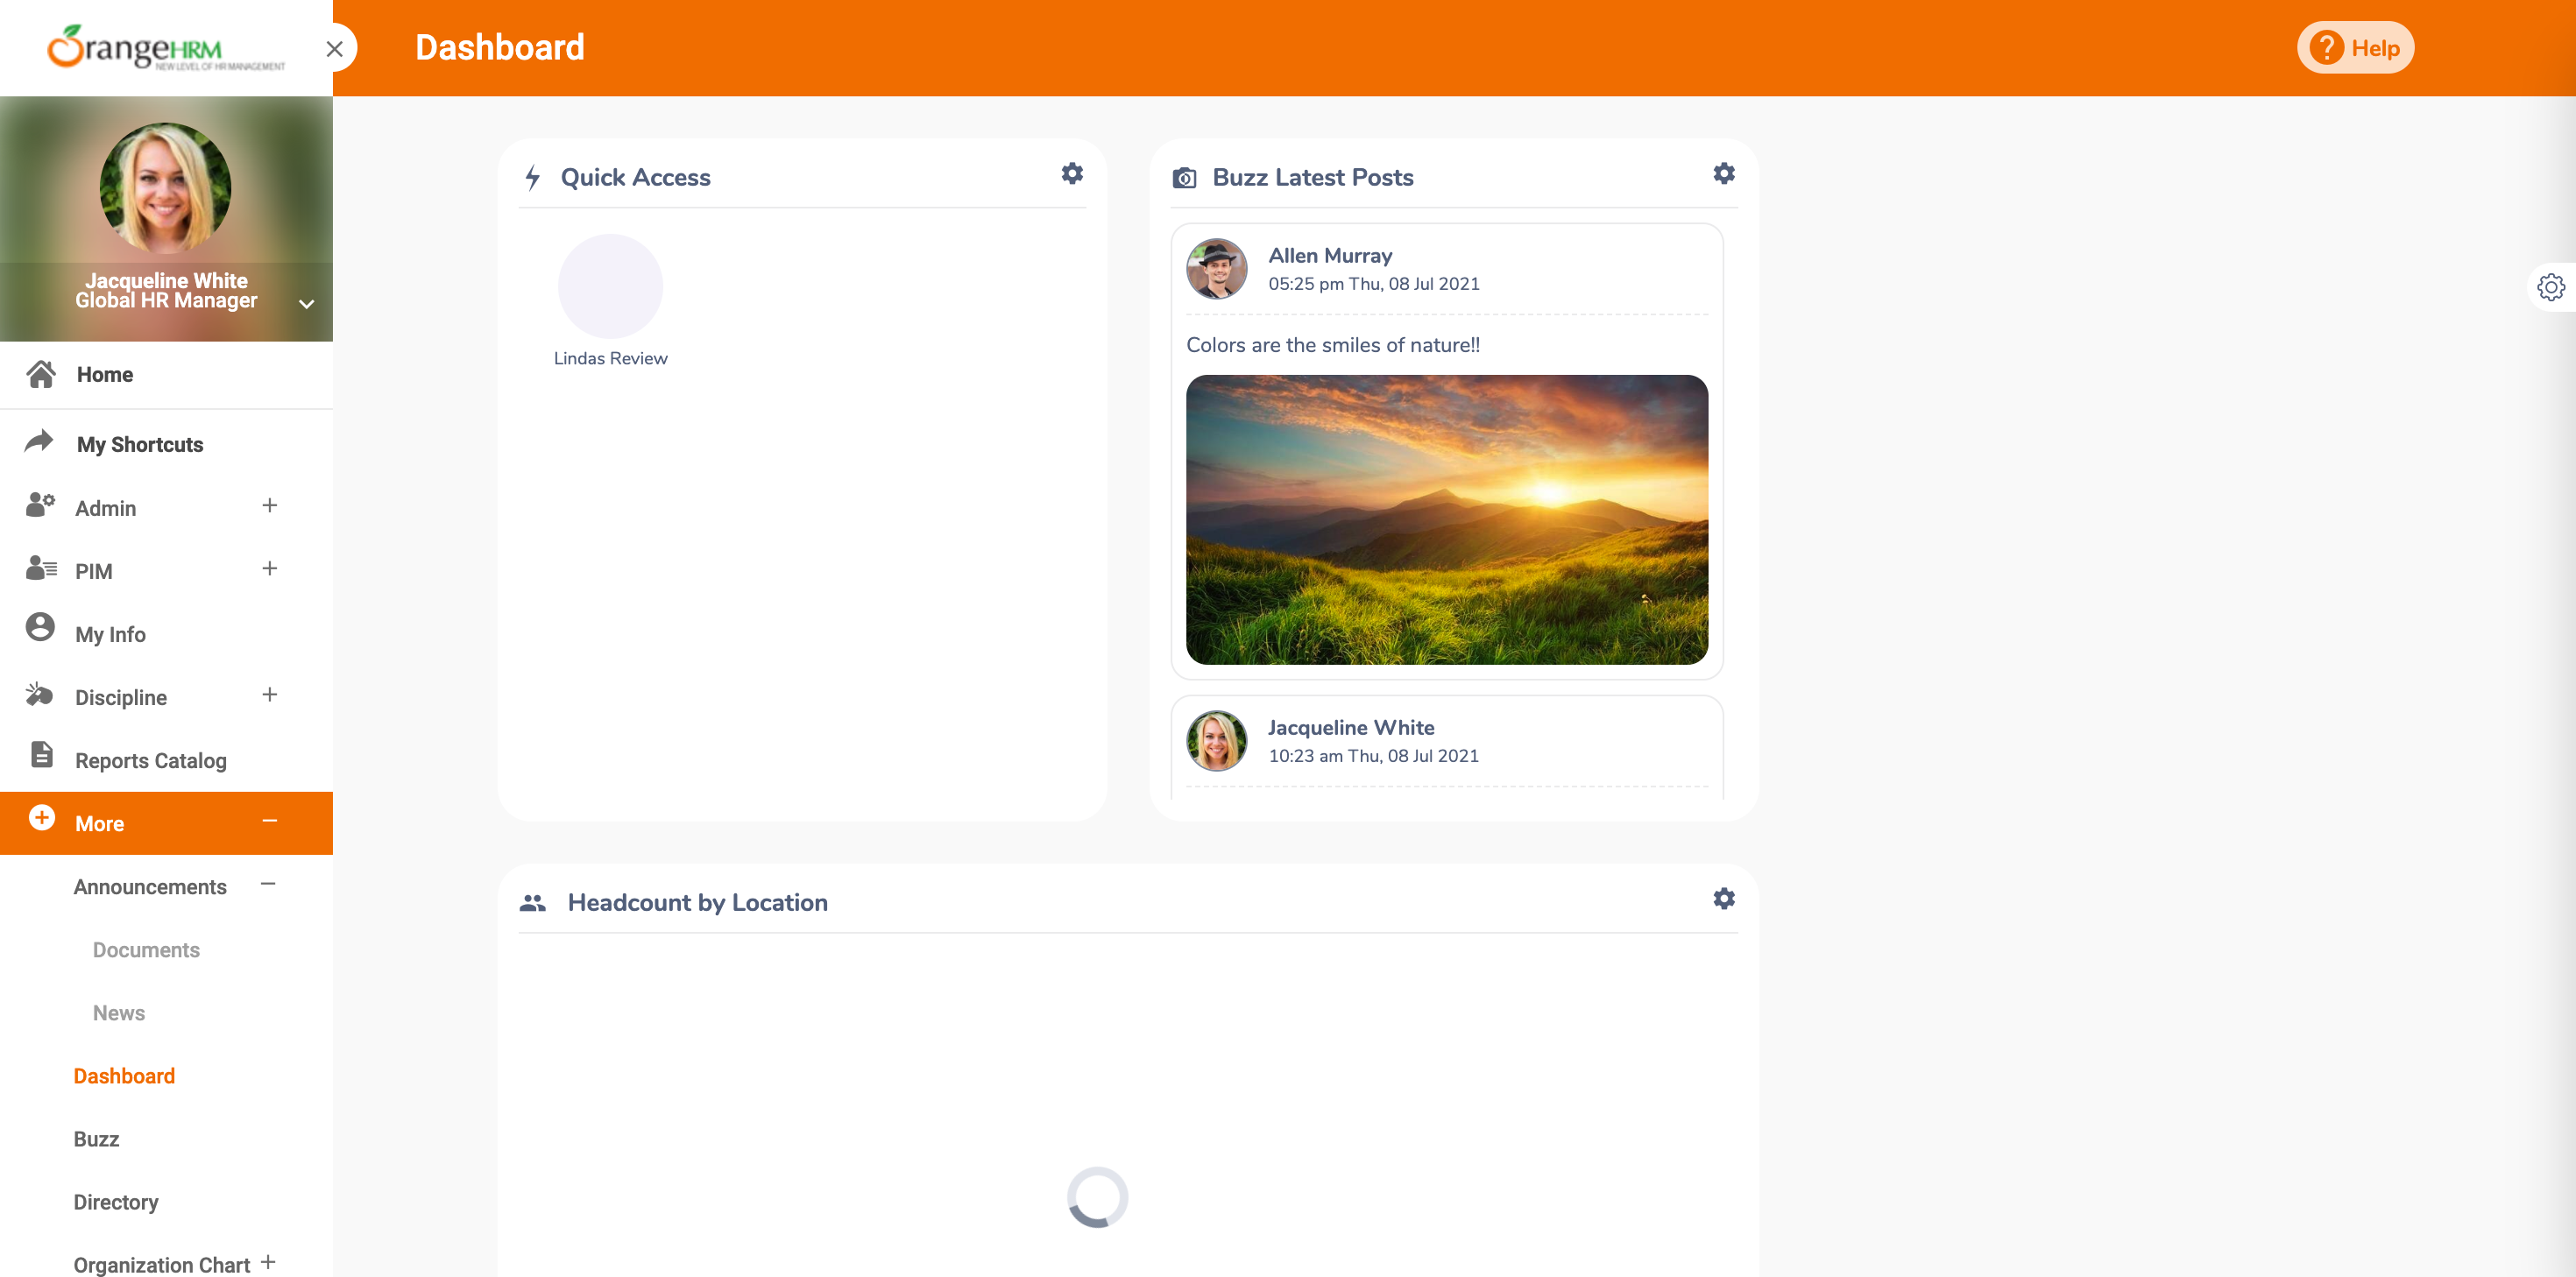 OrangeHRM
NEW LEVEL OF HR MANAGEMENT
Dashboard
Help
Jacqueline White
Global HR Manager
Home
My Shortcuts
Admin
PIM
My Info
Discipline
Reports Catalog
More
Announcements
Documents
News
Dashboard
Buzz
Directory
Organization Chart
Quick Access
Lindas Review
Buzz Latest Posts
Allen Murray
05:25 pm Thu, 08 Jul 2021
Colors are the smiles of nature!!
Jacqueline White
10:23 am Thu, 08 Jul 2021
Headcount by Location